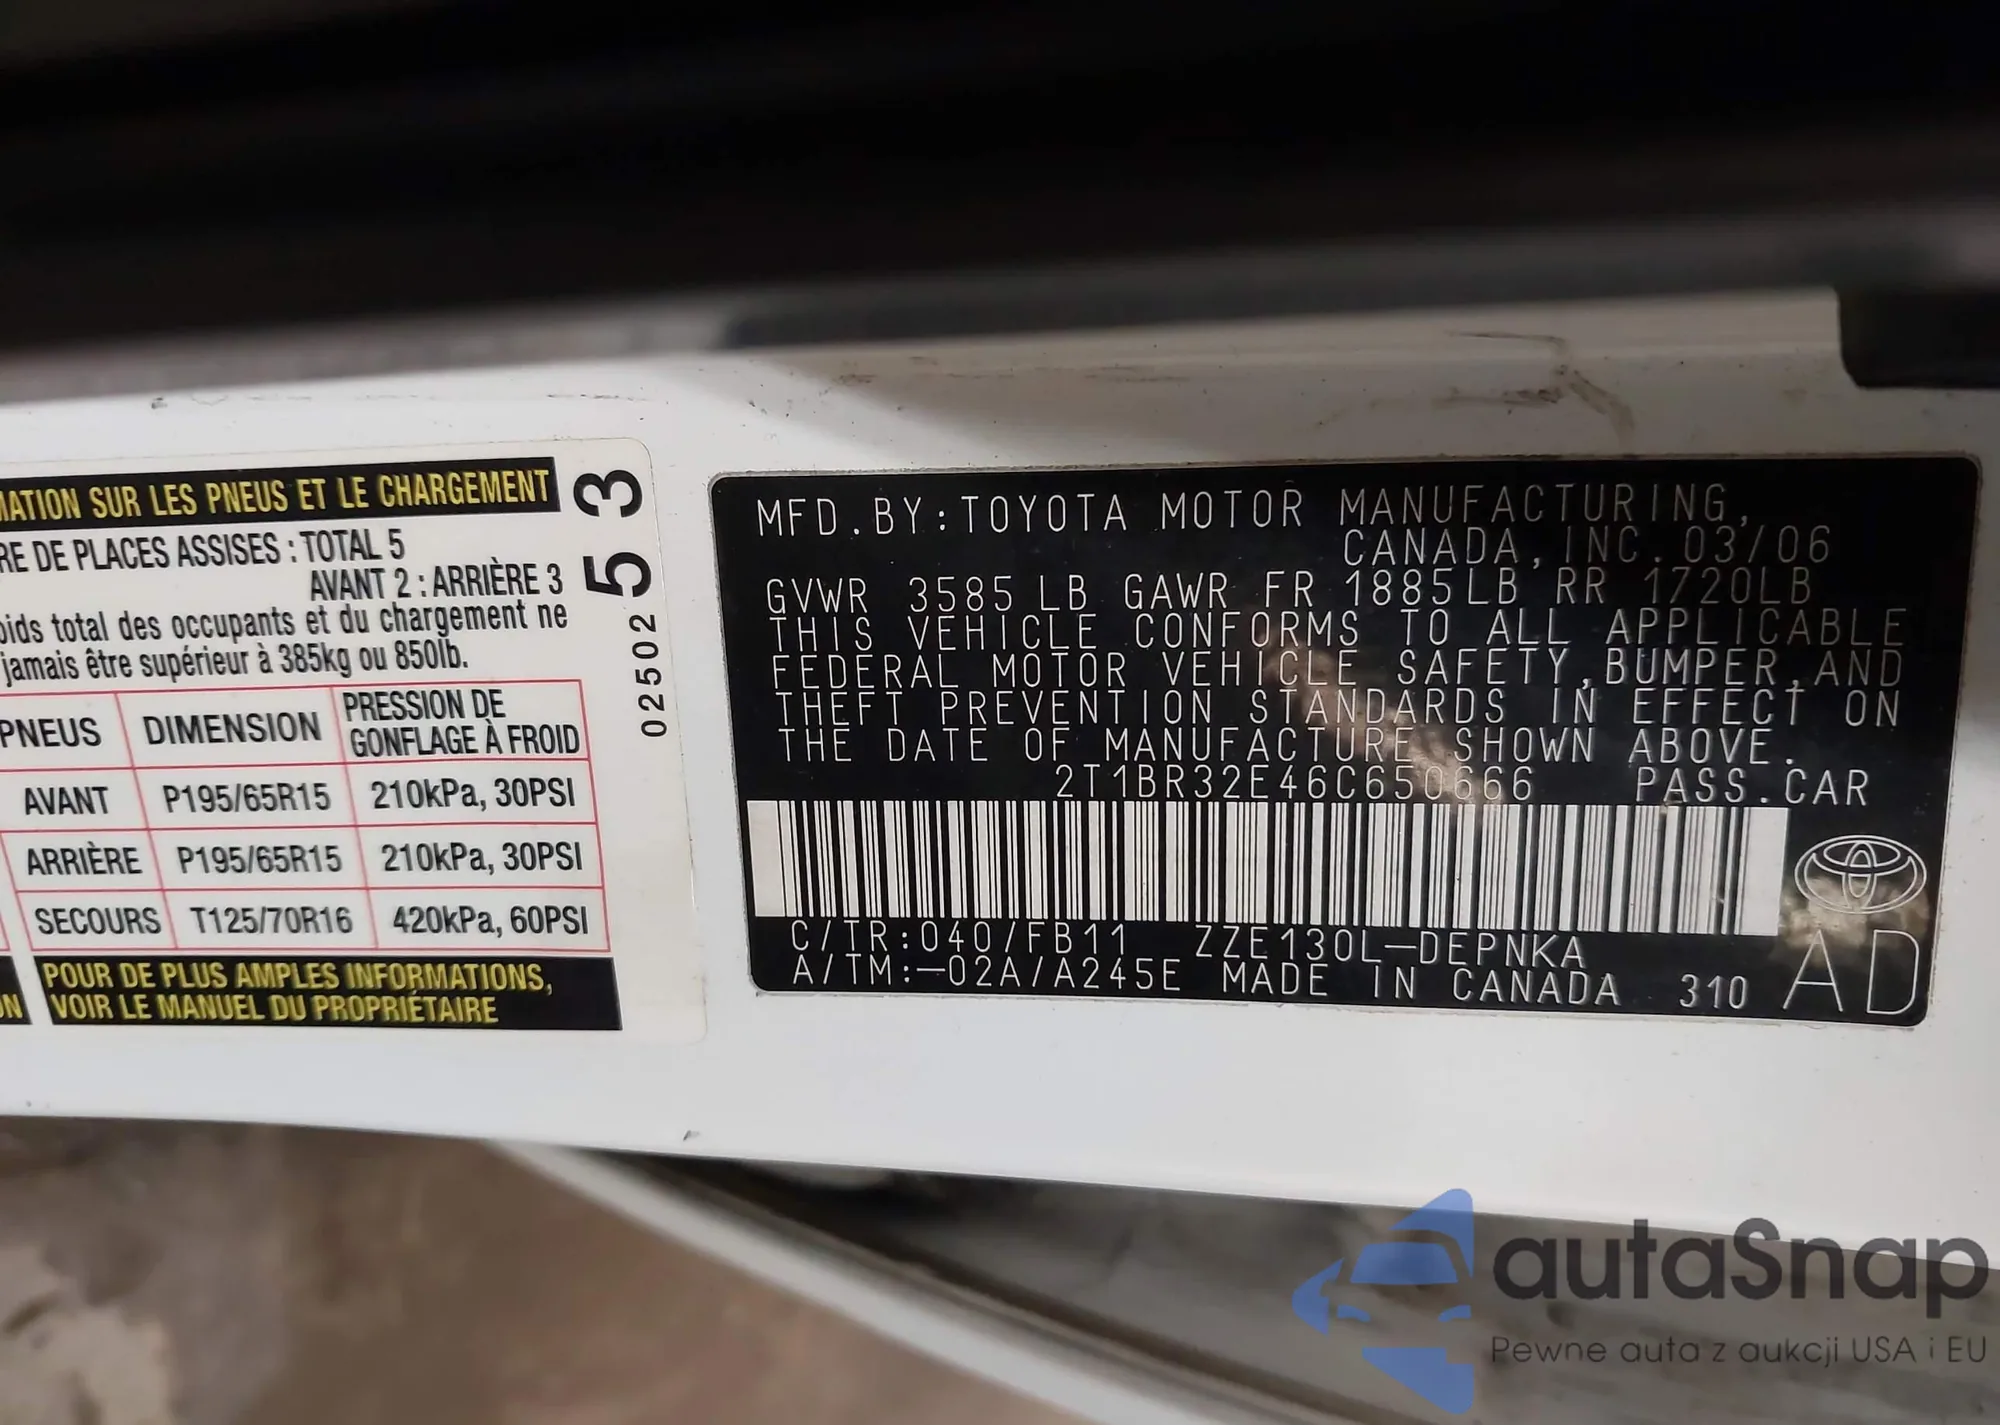 MATION SUR LES PNEUS ET LE CHARGEMENT
RE DE PLACES ASSISES : TOTAL 5
AVANT 2 : ARRIÈRE 3
oids total des occupants et du chargement ne
jamais être supérieur à 385kg ou 850lb.
PNEUS DIMENSION PRESSION DE GONFLAGE À FROID
AVANT P195/65R15 210kPa, 30PSI
ARRIÈRE P195/65R15 210kPa, 30PSI
SECOURS T125/70R16 420kPa, 60PSI
POUR DE PLUS AMPLES INFORMATIONS,
ON VOIR LE MANUEL DU PROPRIÉTAIRE
02502 53
MFD.BY:TOYOTA MOTOR MANUFACTURING,
CANADA,INC.03/06
GVWR 3585LB GAWR FR 1885LB RR 1720LB
THIS VEHICLE CONFORMS TO ALL APPLICABLE
FEDERAL MOTOR VEHICLE SAFETY,BUMPER,AND
THEFT PREVENTION STANDARDS IN EFFECT ON
THE DATE OF MANUFACTURE SHOWN ABOVE.
2T1BR32E46C650666 PASS.CAR
C/TR:040/FB11 ZZE130L-DEPNKA
A/TM:-02A/A245E MADE IN CANADA 310 AD
autaSnap
Pewne auta z aukcji USA i EU